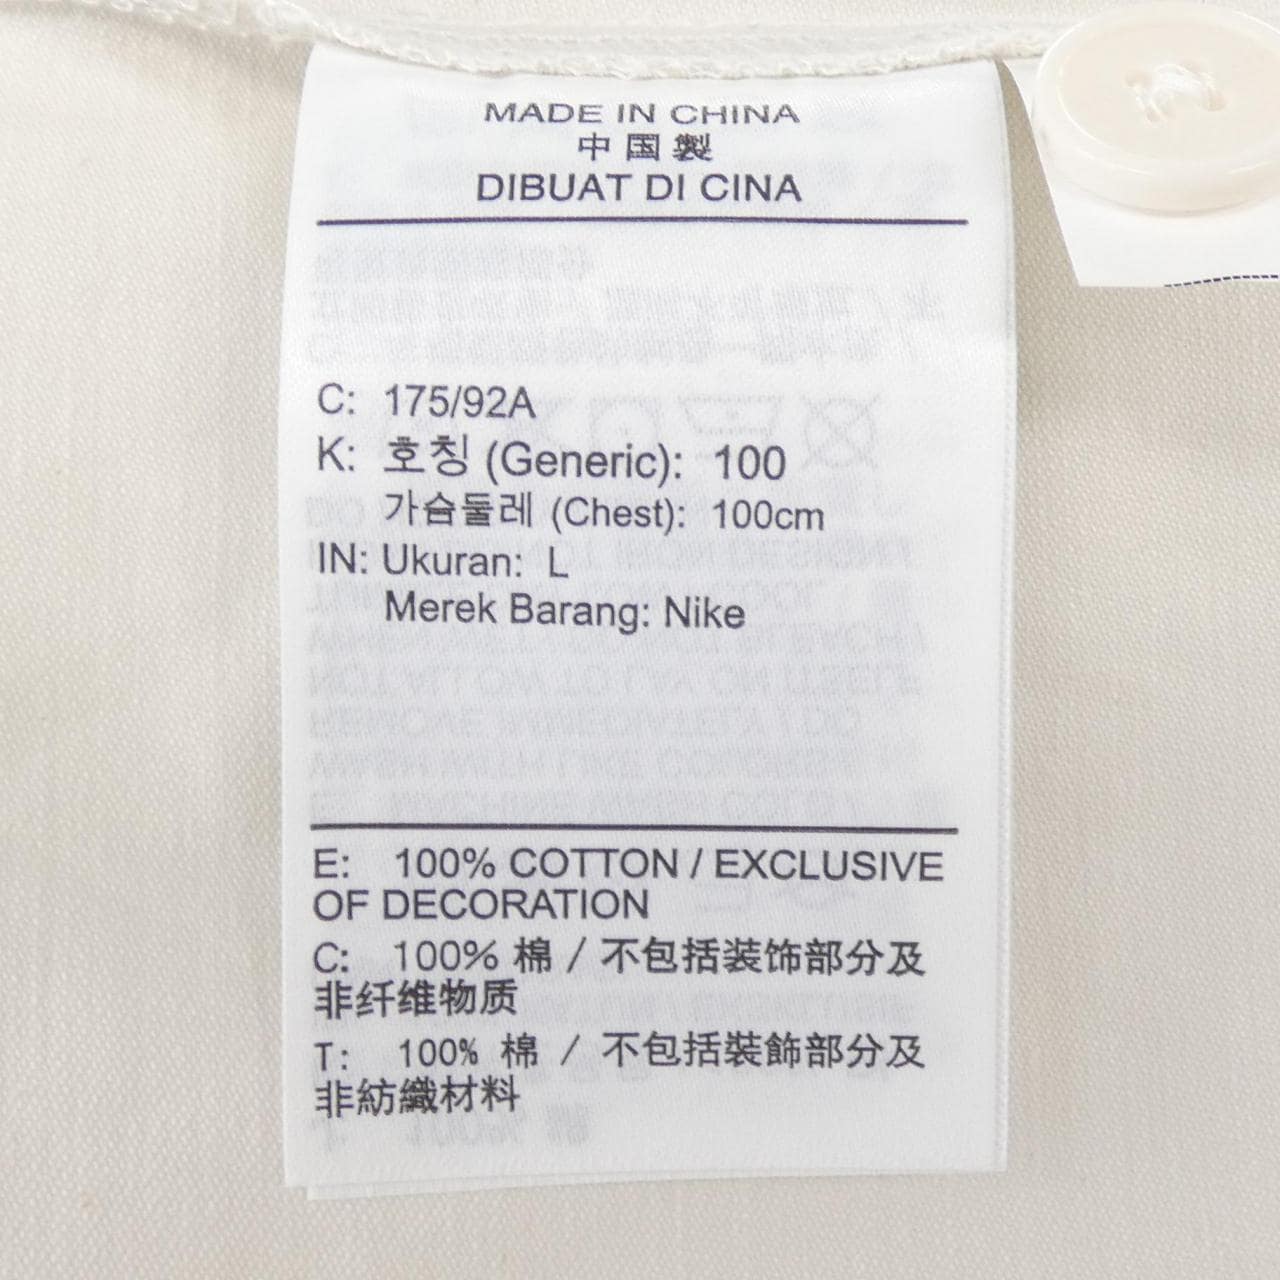 MADE IN CHINA
中国製
DIBUAT DI CINA
C: 175/92A
K: 호칭 (Generic): 100
가슴둘레 (Chest): 100cm
IN: Ukuran: L
Merek Barang: Nike
E: 100% COTTON / EXCLUSIVE
OF DECORATION
C: 100% 棉 / 不包括装饰部分及
非纤维物质
T: 100% 棉 / 不包括裝飾部分及
非紡織材料